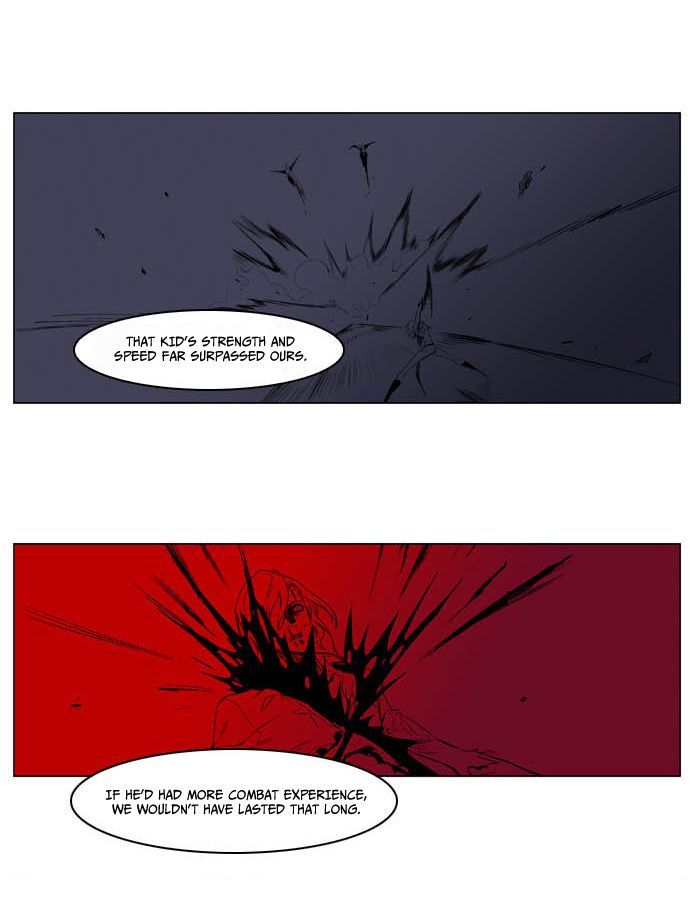 THAT KID'S STRENGTH AND
SPEED FAR SURPASSED OURS.
IF HE'D HAD MORE COMBAT EXPERIENCE,
WE WOULDN'T HAVE LASTED THAT LONG.